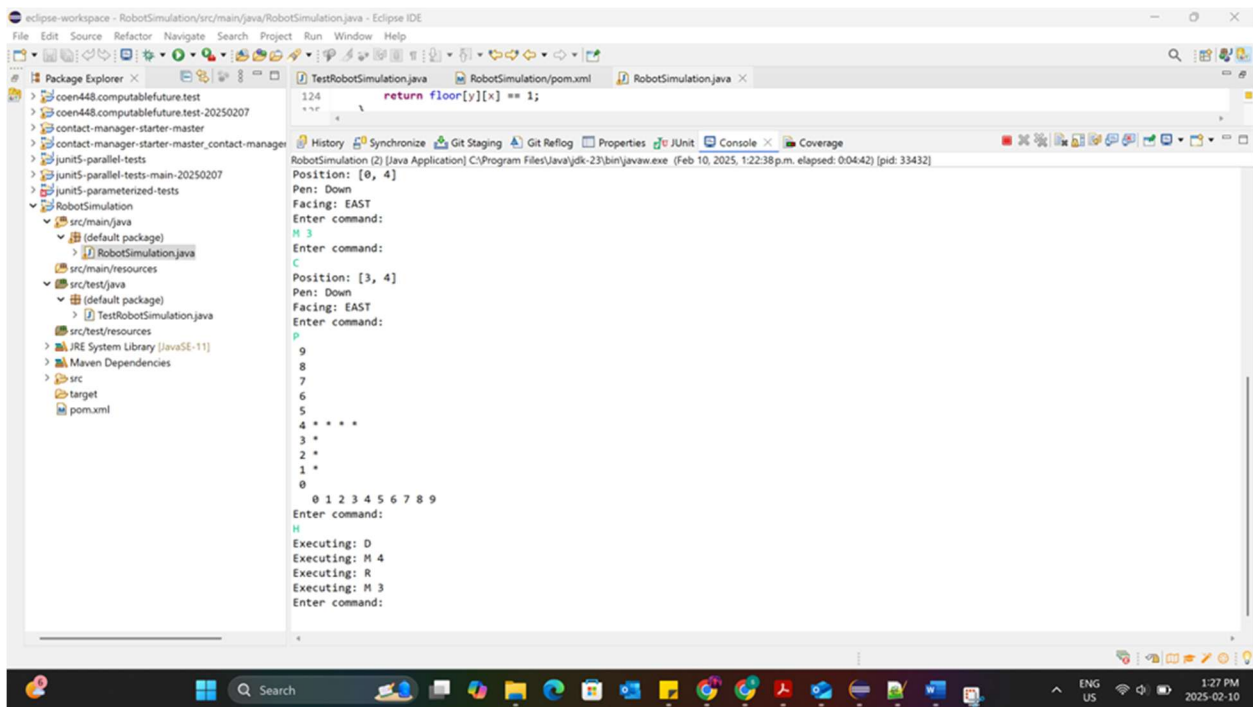 eclipse-workspace - RobotSimulation/src/main/java/RobotSimulation.java - Eclipse IDE
File Edit Source Refactor Navigate Search Project Run Window Help
Package Explorer
coen448.computablefuture.test
coen448.computablefuture.test-20250207
contact-manager-starter-master
contact-manager-starter-master_contact-manager
junit5-parallel-tests
junit5-parallel-tests-main-20250207
junit5-parameterized-tests
RobotSimulation
src/main/java
(default package)
RobotSimulation.java
src/main/resources
src/test/java
(default package)
TestRobotSimulation.java
src/test/resources
JRE System Library [JavaSE-11]
Maven Dependencies
src
target
pom.xml
TestRobotSimulation.java RobotSimulation/pom.xml RobotSimulation.java
124 return floor[y][x] == 1;
125 }
History Synchronize Git Staging Git Reflog Properties JUnit Console Coverage
RobotSimulation (2) [Java Application] C:\Program Files\Java\jdk-23\bin\javaw.exe (Feb 10, 2025, 1:22:38 p.m. elapsed: 0:04:42) [pid: 33432]
Position: [0, 4]
Pen: Down
Facing: EAST
Enter command:
M 3
Enter command:
C
Position: [3, 4]
Pen: Down
Facing: EAST
Enter command:
P
9
8
7
6
5
4 * * * *
3 *
2 *
1 *
0
0 1 2 3 4 5 6 7 8 9
Enter command:
H
Executing: D
Executing: M 4
Executing: R
Executing: M 3
Enter command:
6
Search
ENG
US
1:27 PM
2025-02-10